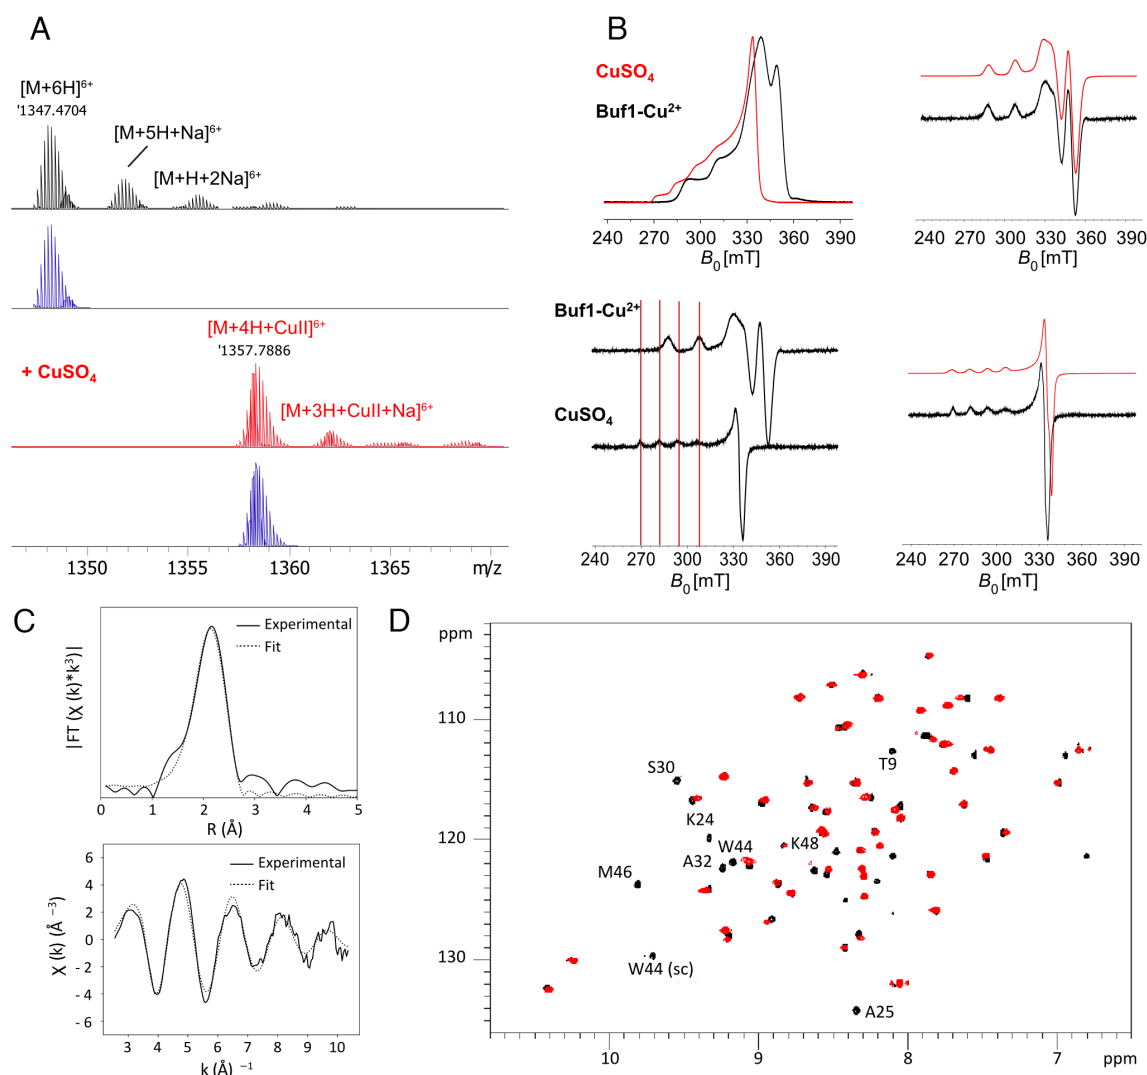 A
[M+6H]6+
'1347.4704
[M+5H+Na]6+
[M+H+2Na]6+
[M+4H+CuII]6+
'1357.7886
+ CuSO4
[M+3H+CuII+Na]6+
1350 1355 1360 1365 m/z
B
CuSO4
Buf1-Cu2+
240 270 300 330 360 390
B0 [mT]
240 270 300 330 360 390
B0 [mT]
Buf1-Cu2+
CuSO4
240 270 300 330 360 390
B0 [mT]
240 270 300 330 360 390
B0 [mT]
C
Experimental
Fit
|FT (χ (k)*k3)|
0 1 2 3 4 5
R (Å)
Experimental
Fit
χ (k) (Å −3)
6
4
2
0
- 2
- 4
- 6
3 4 5 6 7 8 9 10
k (Å) −1
D
ppm
110
120
130
T9
S30
K24
W44
K48
A32
M46
W44 (sc)
A25
10 9 8 7 ppm